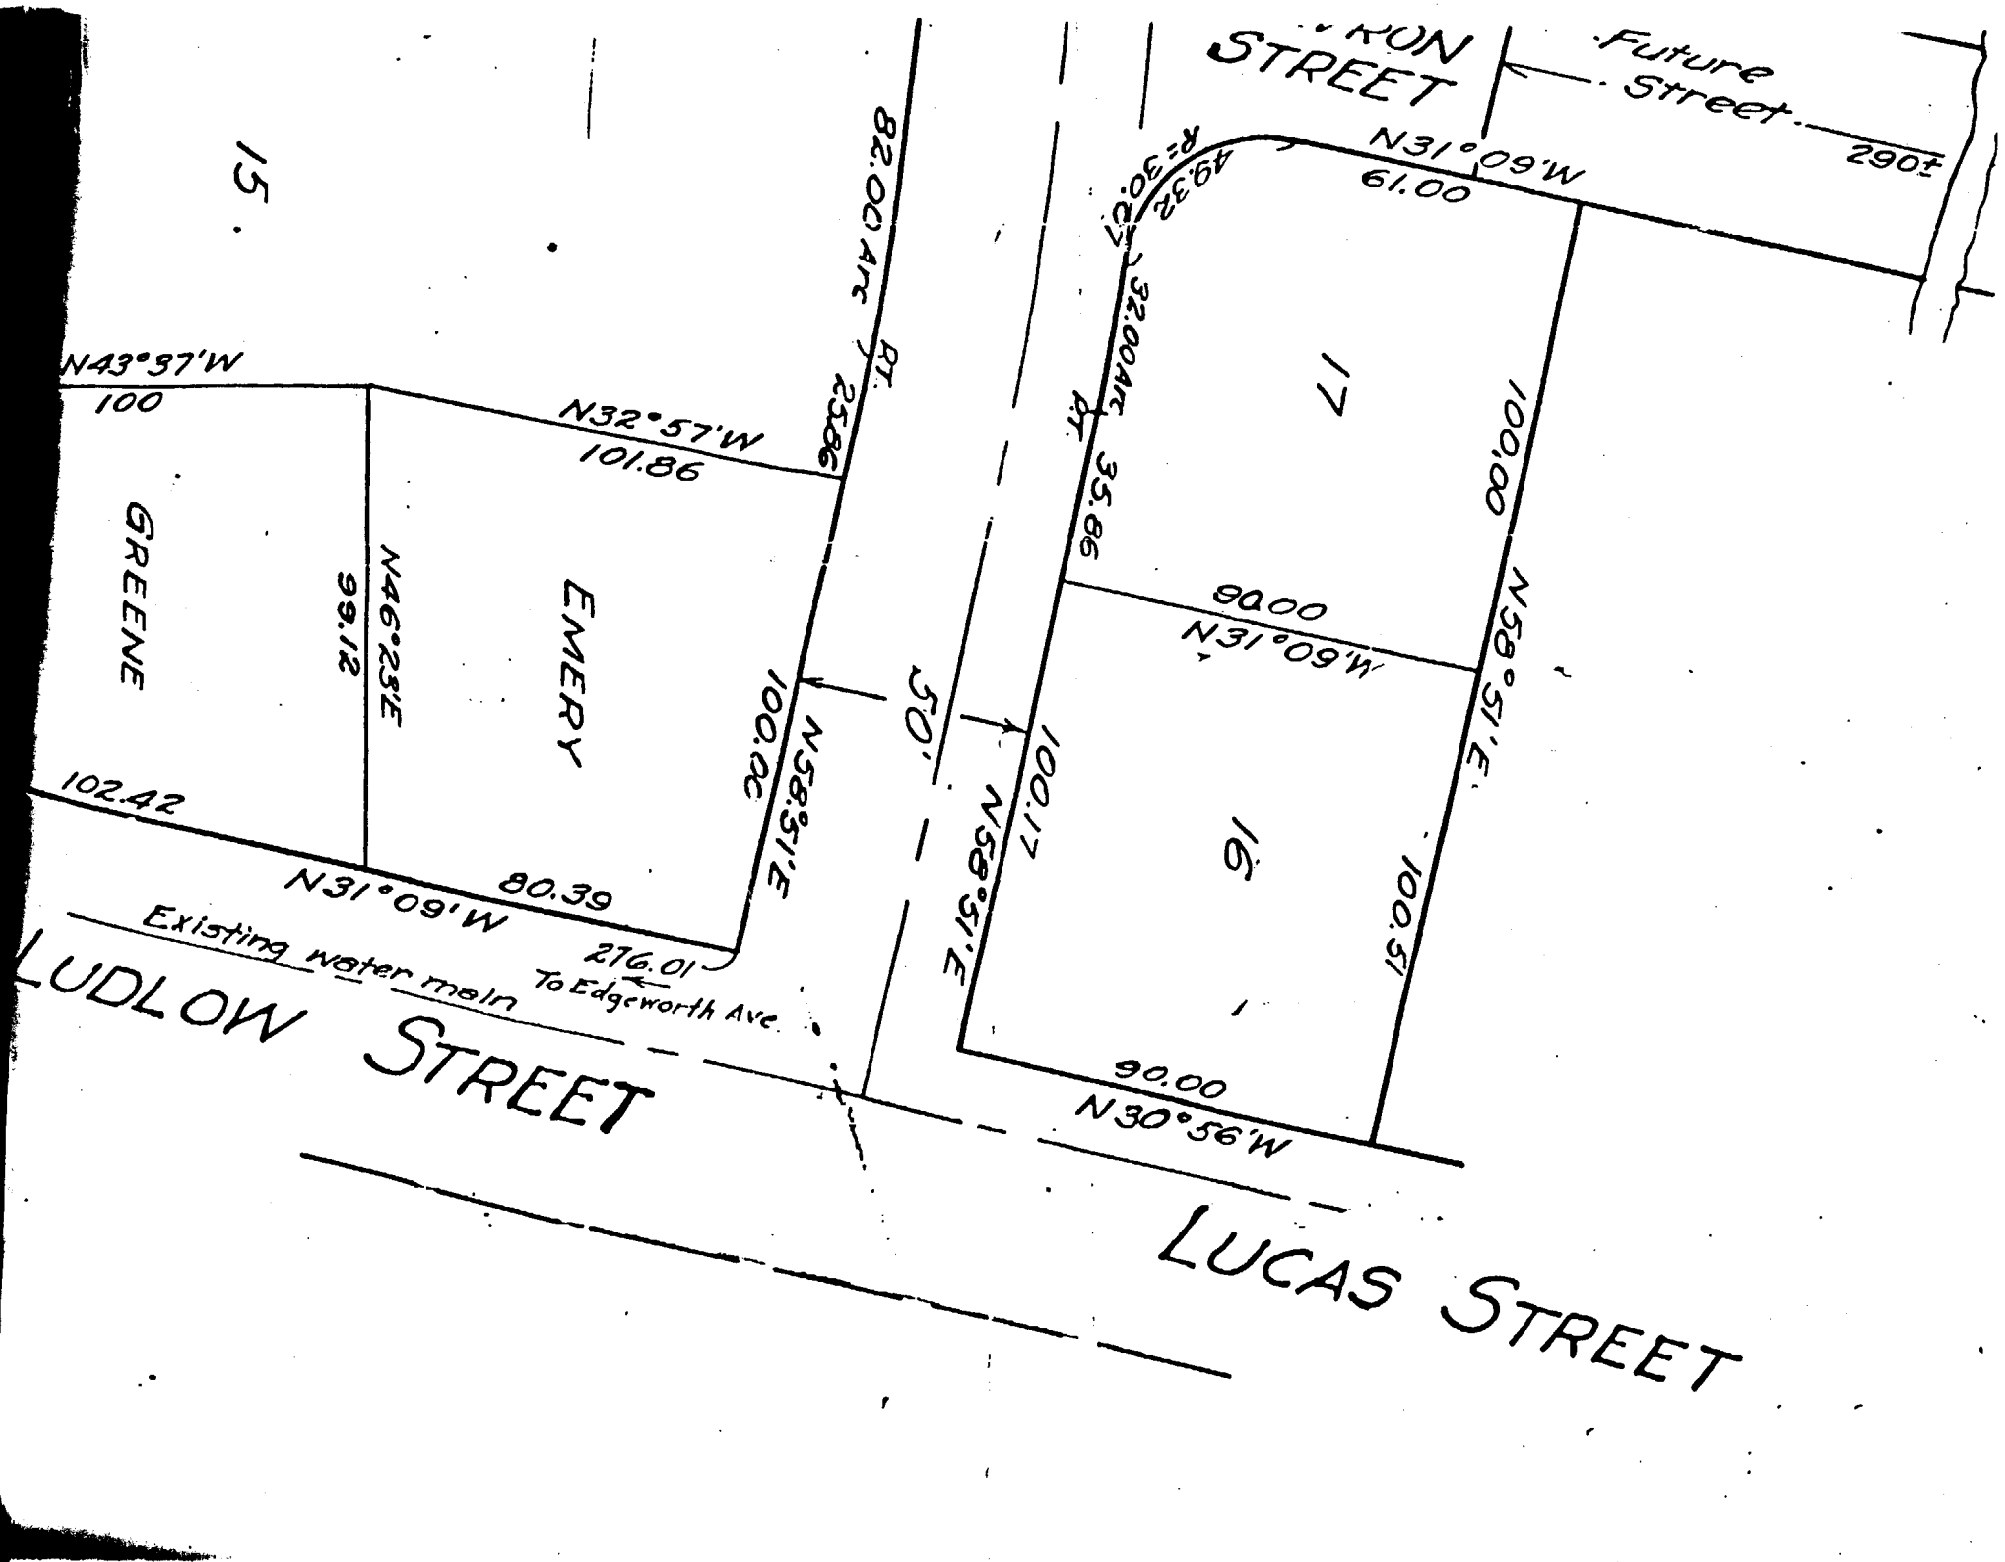 STREET
Future
Street
290±
N31°09'W
61.00
R=30.0
49.32
32.00 Arc
P.T.
35.86
17
100.00
N58°51'E
90.00
N31°09'W
16
100.17
N58°51'E
100.51
90.00
N30°56'W
15
82.00 Arc
P.T.
25.86
N43°37'W
100
N32°57'W
101.86
GREENE
99.12
N46°23'E
EMERY
100.00
N58°51'E
50'
102.42
N31°09'W
80.39
276.01
To Edgeworth Ave.
Existing water main
LUDLOW STREET
LUCAS STREET